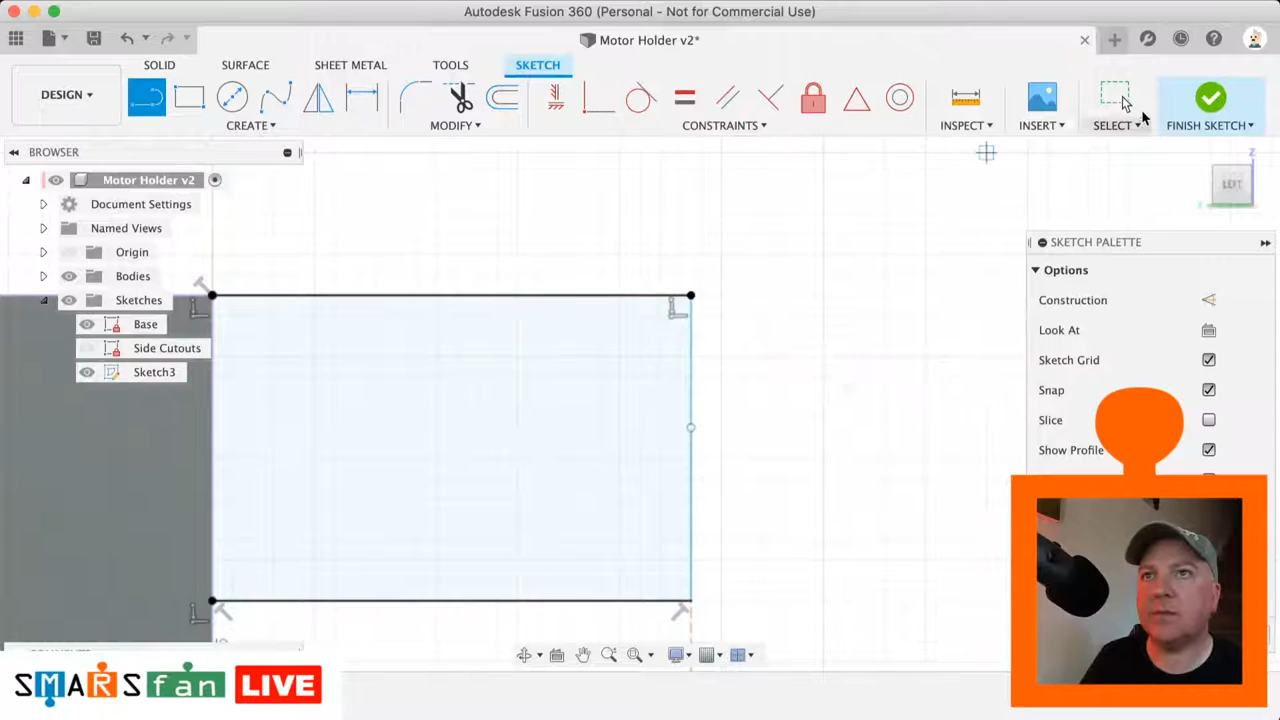 Autodesk Fusion 360 (Personal - Not for Commercial Use)
Motor Holder v2*
DESIGN
SOLID
SURFACE
SHEET METAL
TOOLS
SKETCH
CREATE
MODIFY
CONSTRAINTS
INSPECT
INSERT
SELECT
FINISH SKETCH
BROWSER
Motor Holder v2
Document Settings
Named Views
Origin
Bodies
Sketches
Base
Side Cutouts
Sketch3
Z
LEFT
SKETCH PALETTE
Options
Construction
Look At
Sketch Grid
Snap
Slice
Show Profile
SMARSfan LIVE